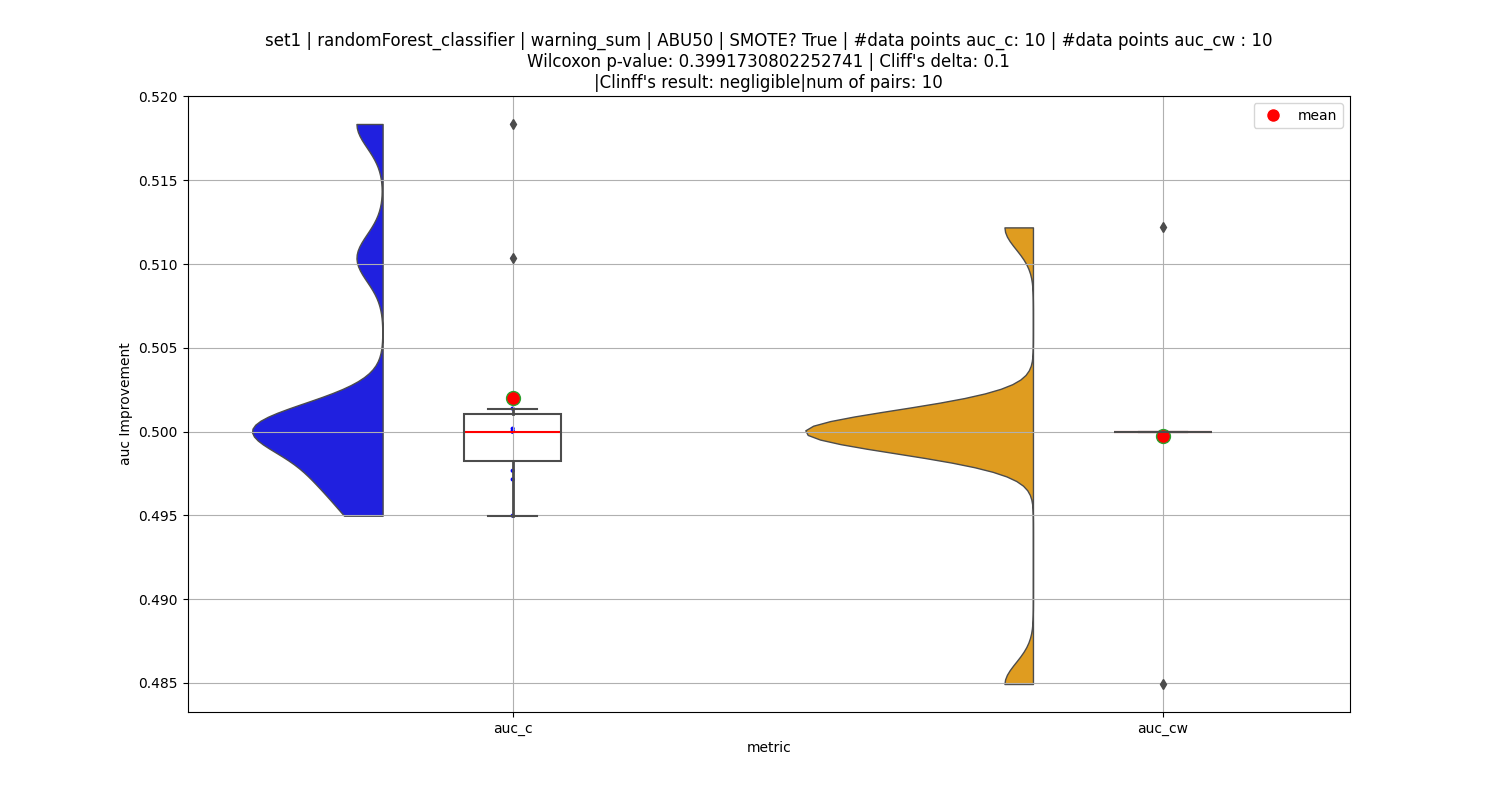 set1 | randomForest_classifier | warning_sum | ABU50 | SMOTE? True | #data points auc_c: 10 | #data points auc_cw : 10
Wilcoxon p-value: 0.3991730802252741 | Cliff's delta: 0.1
|Clinff's result: negligible|num of pairs: 10
mean
0.520
0.515
0.510
0.505
0.500
0.495
0.490
0.485
auc Improvement
auc_c
auc_cw
metric